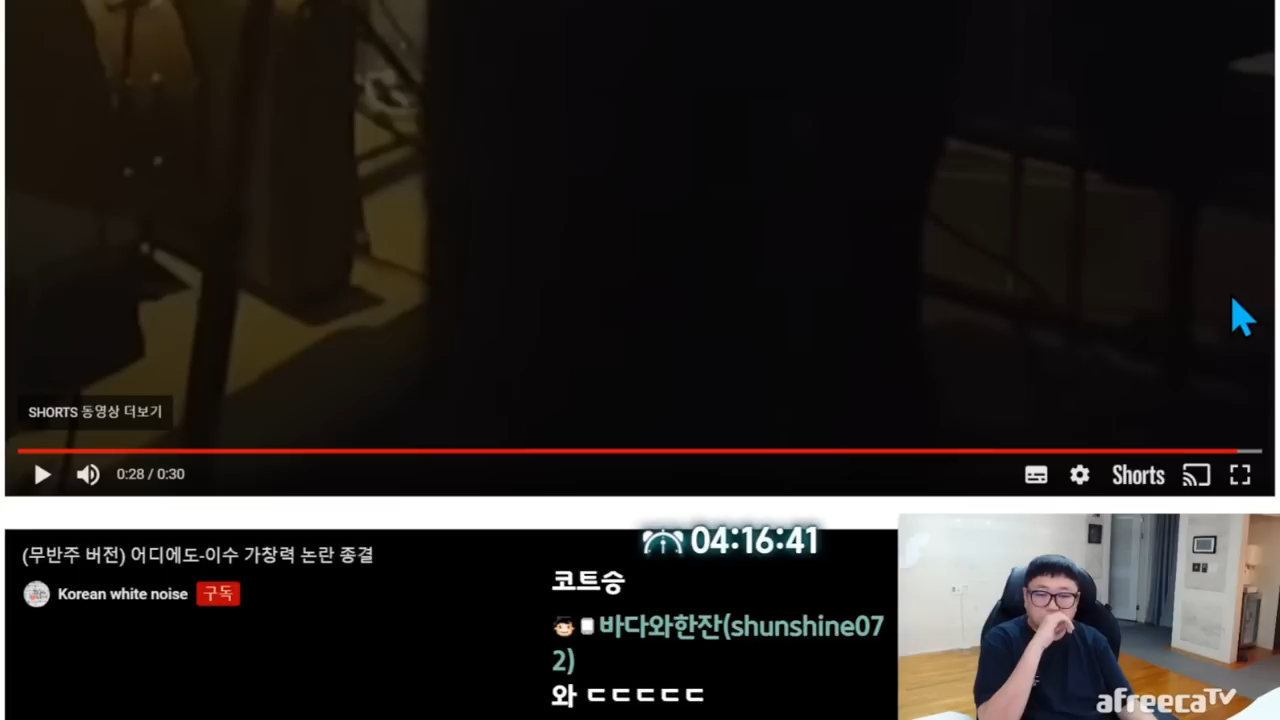 SHORTS 동영상 더보기
0:28 / 0:30
Shorts
(무반주 버전) 어디에도-이수 가창력 논란 종결
Korean white noise 구독
04:16:41
코트승
바다와한잔(shunshine07
2)
와 ㄷㄷㄷㄷㄷ
afreecaTV